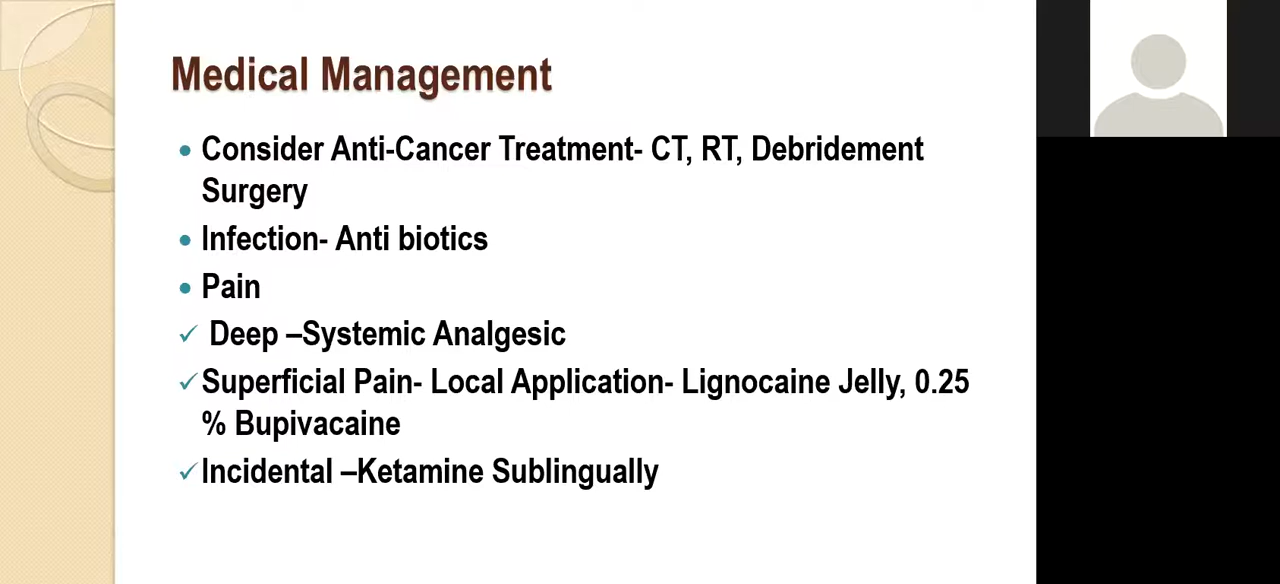 Medical Management
Consider Anti-Cancer Treatment- CT, RT, Debridement
Surgery
Infection- Anti biotics
Pain
Deep –Systemic Analgesic
Superficial Pain- Local Application- Lignocaine Jelly, 0.25
% Bupivacaine
Incidental –Ketamine Sublingually